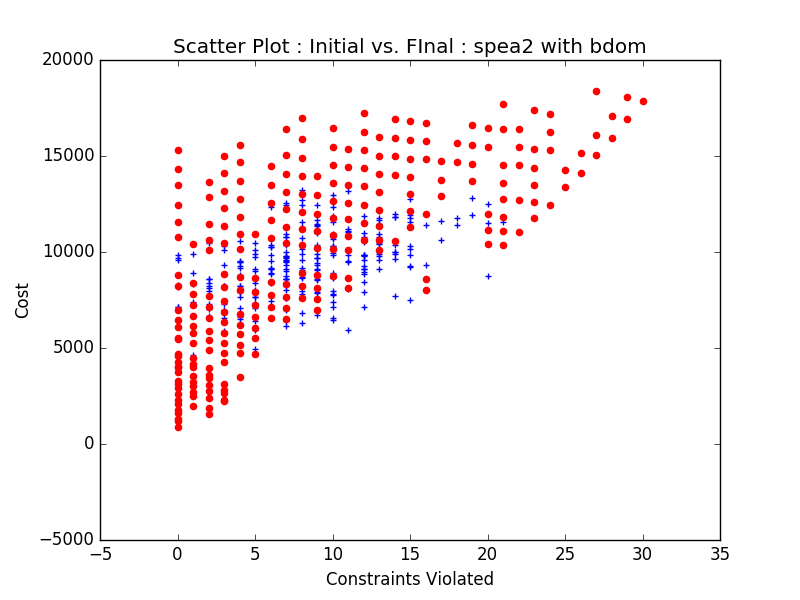 Scatter Plot : Initial vs. FInal : spea2 with bdom
20000
15000
10000
5000
0
−5000
Cost
−5 0 5 10 15 20 25 30 35
Constraints Violated